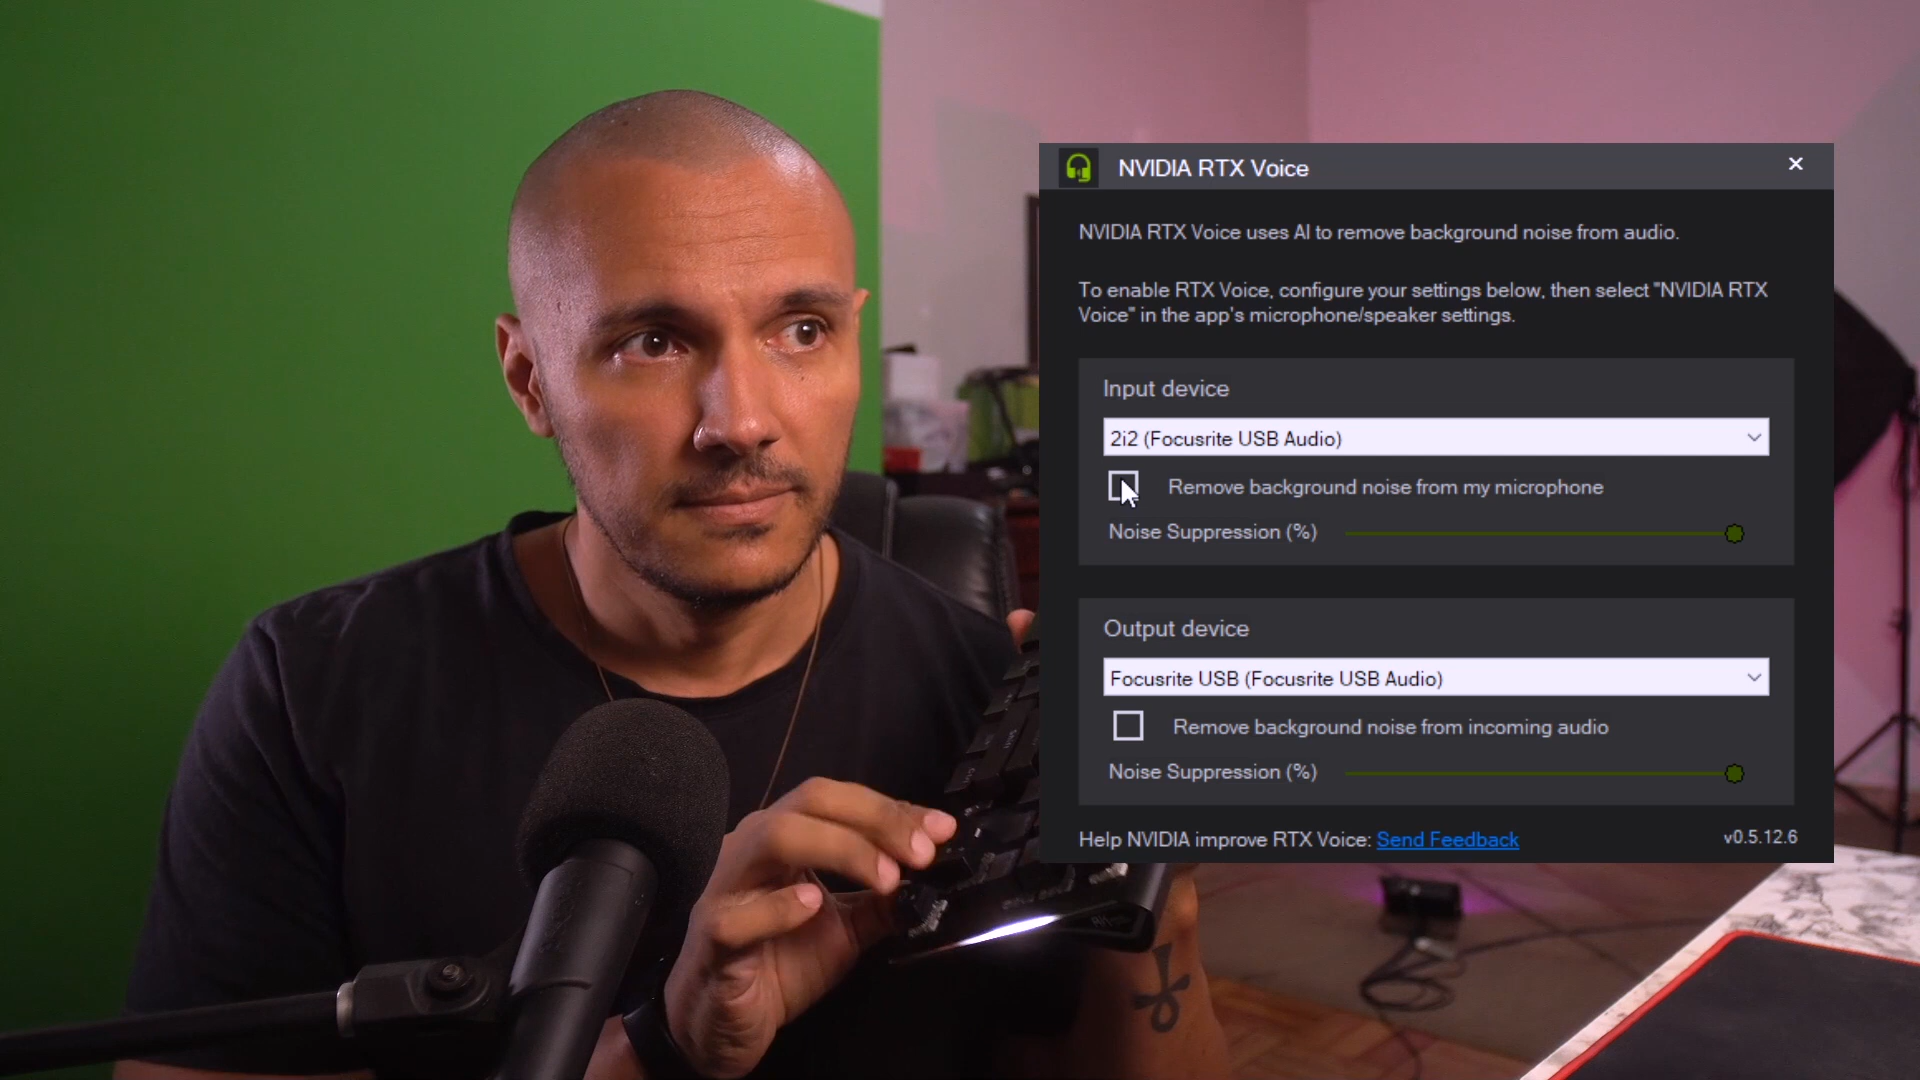 NVIDIA RTX Voice
NVIDIA RTX Voice uses AI to remove background noise from audio.
To enable RTX Voice, configure your settings below, then select "NVIDIA RTX
Voice" in the app's microphone/speaker settings.
Input device
2i2 (Focusrite USB Audio)
Remove background noise from my microphone
Noise Suppression (%)
Output device
Focusrite USB (Focusrite USB Audio)
Remove background noise from incoming audio
Noise Suppression (%)
Help NVIDIA improve RTX Voice: Send Feedback
v0.5.12.6